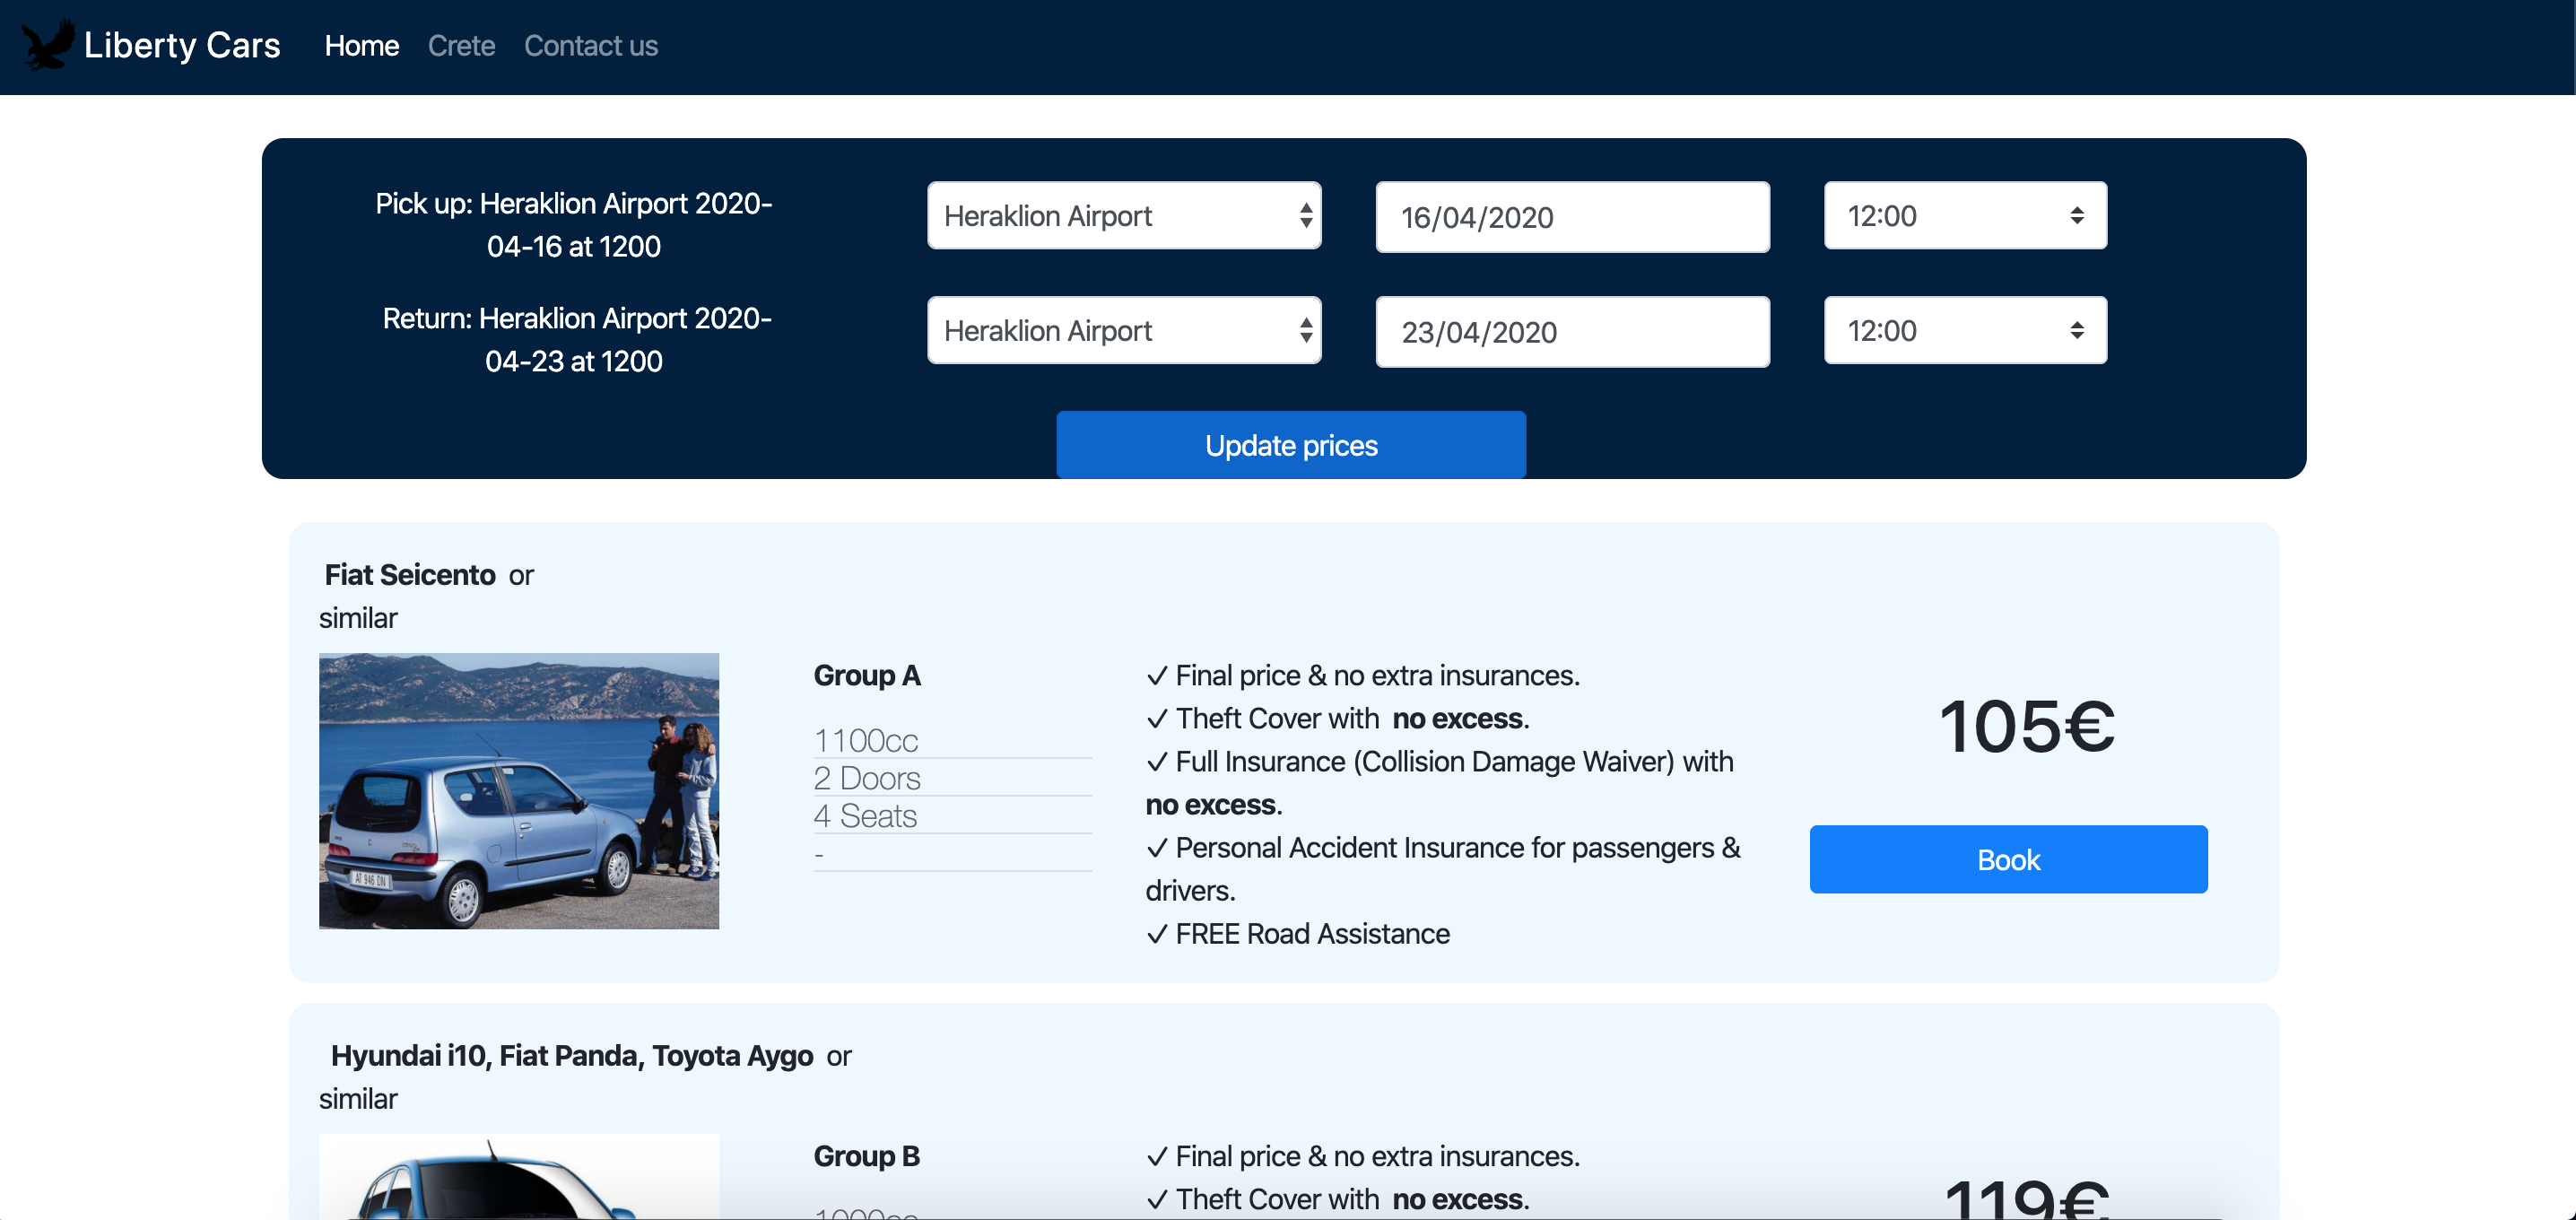 Liberty Cars Home Crete Contact us
Pick up: Heraklion Airport 2020-
04-16 at 1200
Heraklion Airport
16/04/2020
12:00
Return: Heraklion Airport 2020-
04-23 at 1200
Heraklion Airport
23/04/2020
12:00
Update prices
Fiat Seicento or
similar
AT 946 DN
Group A
1100cc
2 Doors
4 Seats
-
✓ Final price & no extra insurances.
✓ Theft Cover with no excess.
✓ Full Insurance (Collision Damage Waiver) with
no excess.
✓ Personal Accident Insurance for passengers &
drivers.
✓ FREE Road Assistance
105€
Book
Hyundai i10, Fiat Panda, Toyota Aygo or
similar
Group B
1000cc
✓ Final price & no extra insurances.
✓ Theft Cover with no excess.
119€